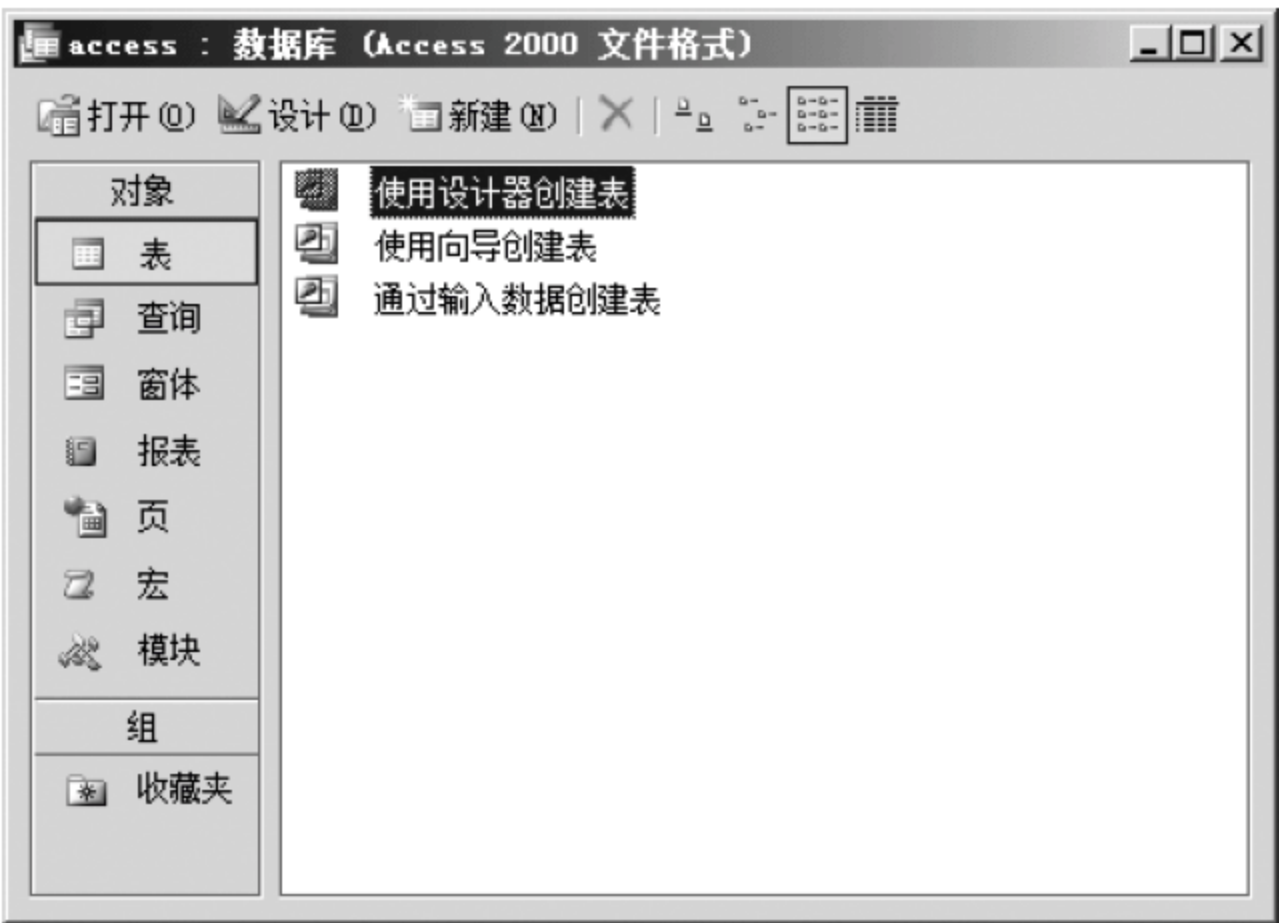 access : 数据库 (Access 2000 文件格式)
打开(O) 设计(D) 新建(N)
对象
表
查询
窗体
报表
页
宏
模块
组
收藏夹
使用设计器创建表
使用向导创建表
通过输入数据创建表